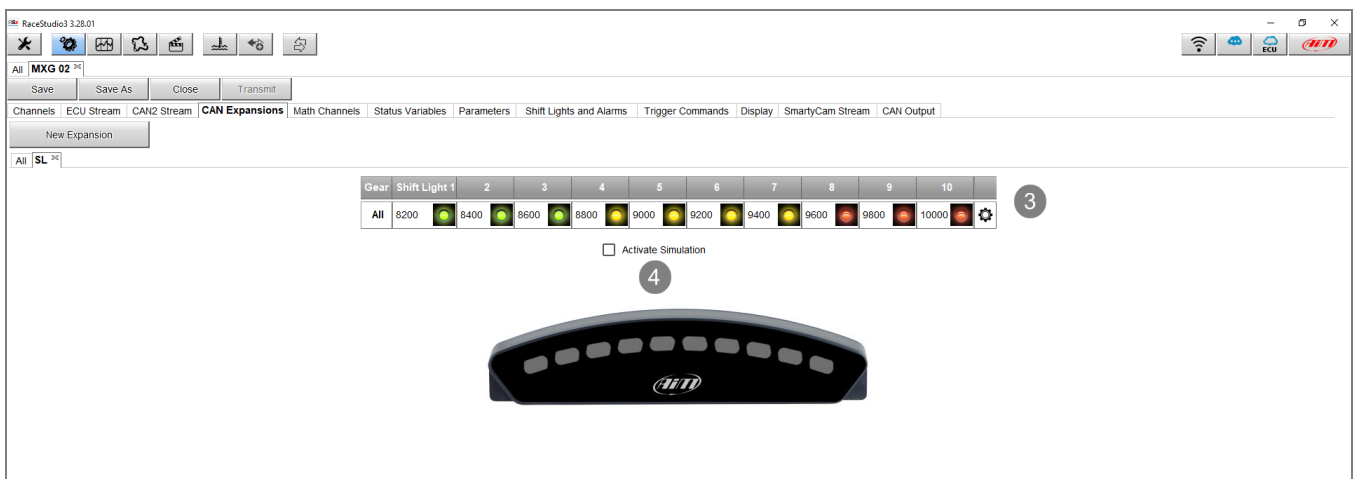 RaceStudio3 3.28.01
ECU
AiM
All MXG 02
Save Save As Close Transmit
Channels ECU Stream CAN2 Stream CAN Expansions Math Channels Status Variables Parameters Shift Lights and Alarms Trigger Commands Display SmartyCam Stream CAN Output
New Expansion
All SL
Gear Shift Light 1 2 3 4 5 6 7 8 9 10
All 8200 8400 8600 8800 9000 9200 9400 9600 9800 10000
3
Activate Simulation
4
AiM